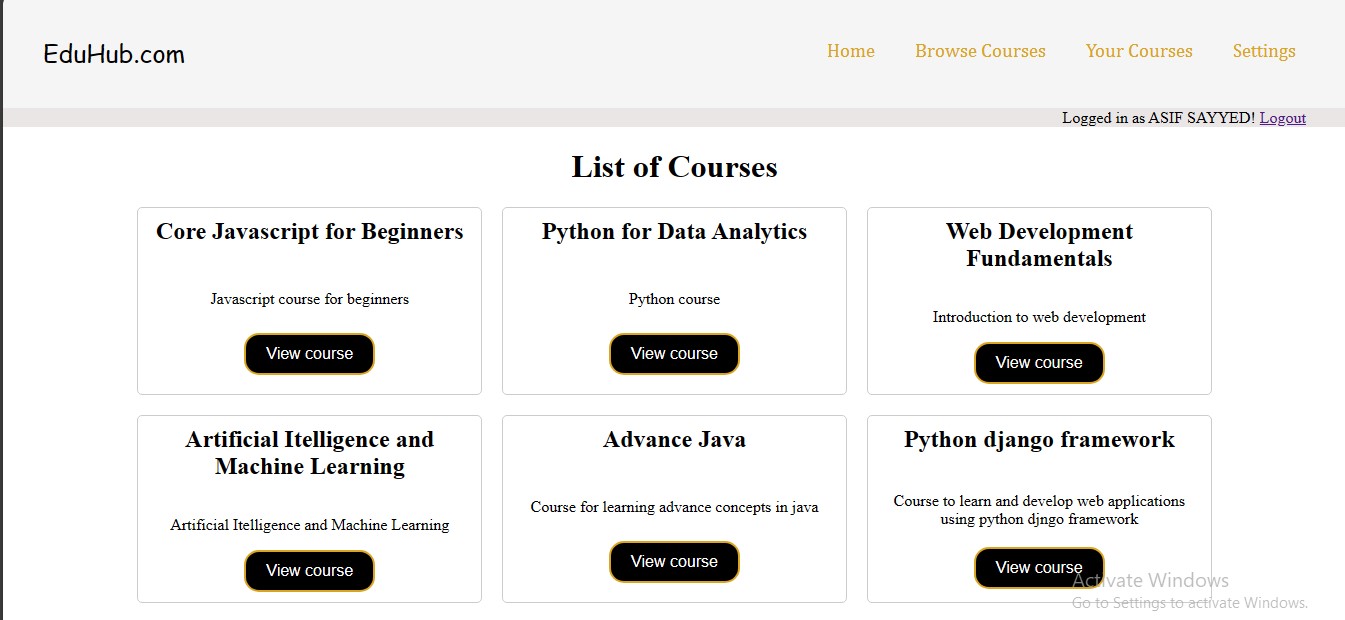 EduHub.com
Home Browse Courses Your Courses Settings
Logged in as ASIF SAYYED! Logout
List of Courses
Core Javascript for Beginners
Javascript course for beginners
View course
Python for Data Analytics
Python course
View course
Web Development
Fundamentals
Introduction to web development
View course
Artificial Itelligence and
Machine Learning
Artificial Itelligence and Machine Learning
View course
Advance Java
Course for learning advance concepts in java
View course
Python django framework
Course to learn and develop web applications
using python djngo framework
View course
Activate Windows
Go to Settings to activate Windows.